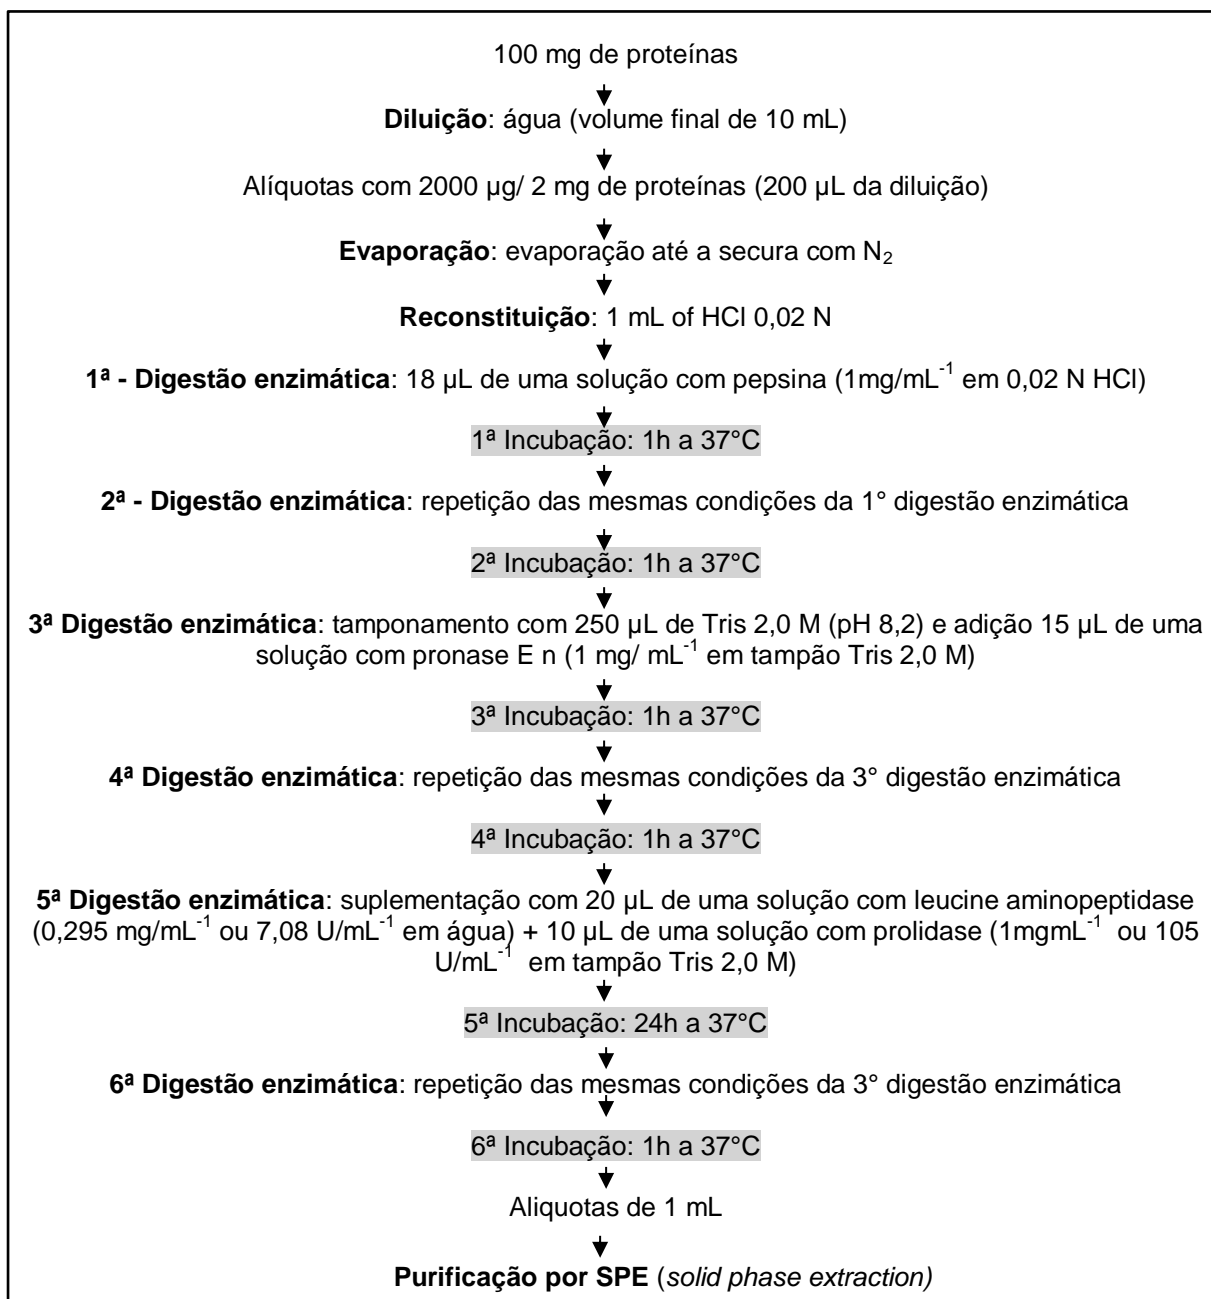 100 mg de proteínas
Diluição: água (volume final de 10 mL)
Alíquotas com 2000 µg/ 2 mg de proteínas (200 µL da diluição)
Evaporação: evaporação até a secura com N₂
Reconstituição: 1 mL of HCl 0,02 N
1ª - Digestão enzimática: 18 µL de uma solução com pepsina (1mg/mL⁻¹ em 0,02 N HCl)
1ª Incubação: 1h a 37°C
2ª - Digestão enzimática: repetição das mesmas condições da 1° digestão enzimática
2ª Incubação: 1h a 37°C
3ª Digestão enzimática: tamponamento com 250 µL de Tris 2,0 M (pH 8,2) e adição 15 µL de uma
solução com pronase E n (1 mg/ mL⁻¹ em tampão Tris 2,0 M)
3ª Incubação: 1h a 37°C
4ª Digestão enzimática: repetição das mesmas condições da 3° digestão enzimática
4ª Incubação: 1h a 37°C
5ª Digestão enzimática: suplementação com 20 µL de uma solução com leucine aminopeptidase
(0,295 mg/mL⁻¹ ou 7,08 U/mL⁻¹ em água) + 10 µL de uma solução com prolidase (1mgmL⁻¹ ou 105
U/mL⁻¹ em tampão Tris 2,0 M)
5ª Incubação: 24h a 37°C
6ª Digestão enzimática: repetição das mesmas condições da 3° digestão enzimática
6ª Incubação: 1h a 37°C
Aliquotas de 1 mL
Purificação por SPE (solid phase extraction)